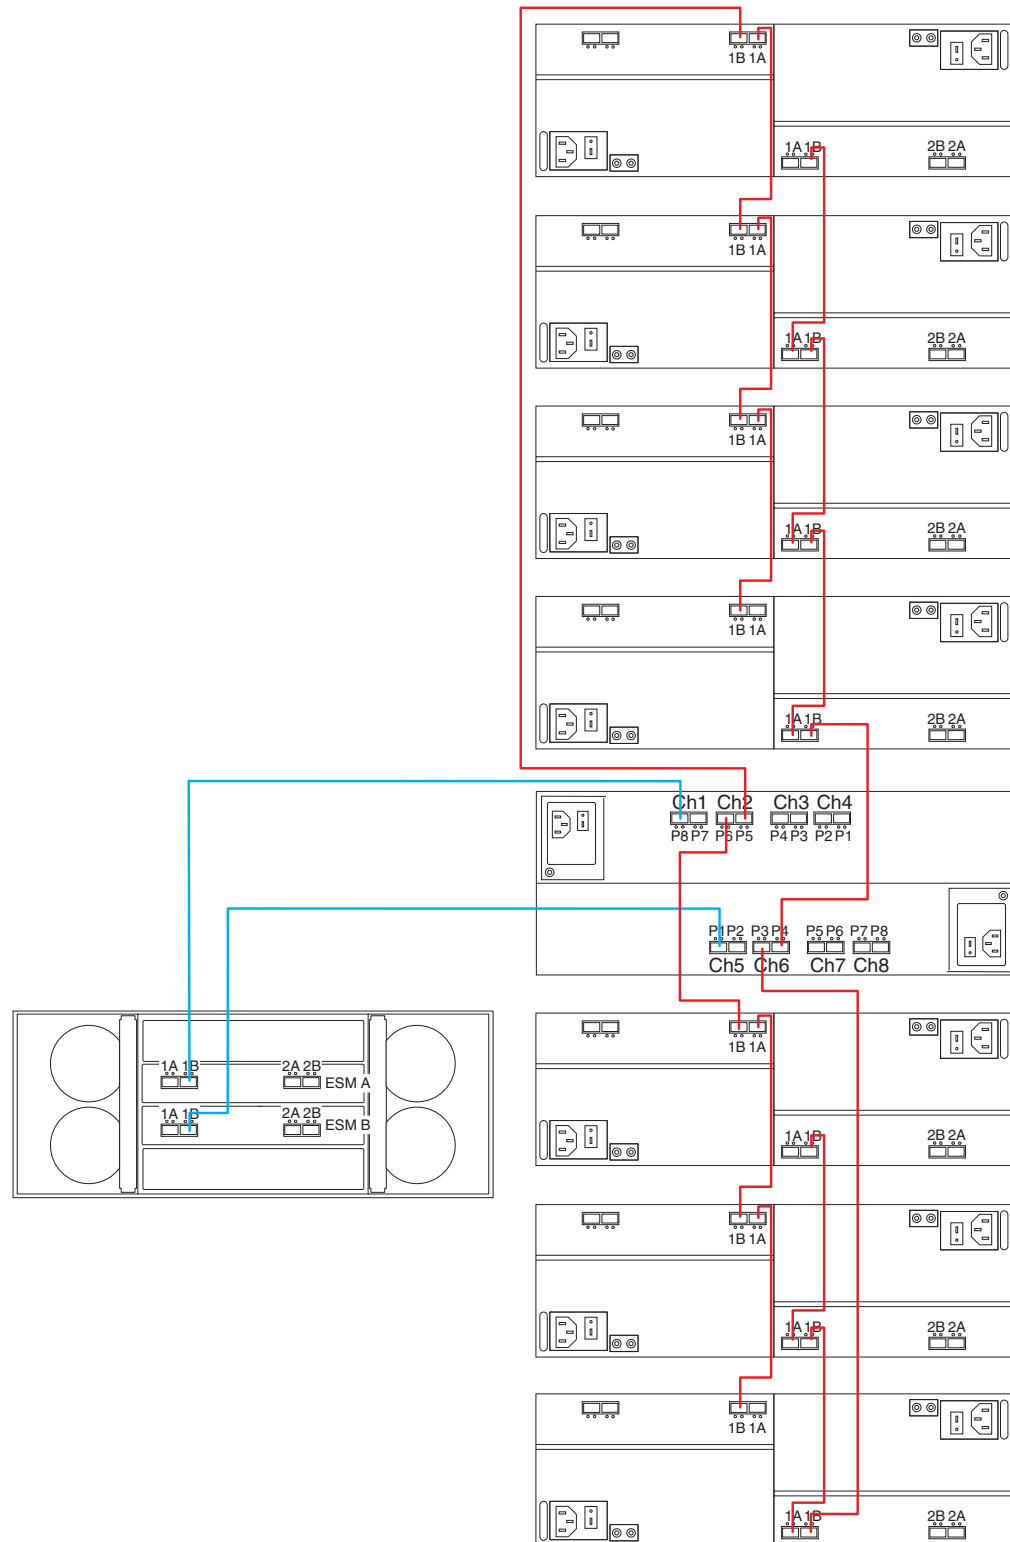 1B 1A
1A 1B 2B 2A
1B 1A
1A 1B 2B 2A
1B 1A
1A 1B 2B 2A
1B 1A
1A 1B 2B 2A
Ch1 Ch2 Ch3 Ch4
P8 P7 P6 P5 P4 P3 P2 P1
P1 P2 P3 P4 P5 P6 P7 P8
Ch5 Ch6 Ch7 Ch8
1A 1B 2A 2B
ESM A
1A 1B 2A 2B
ESM B
1B 1A
1A 1B 2B 2A
1B 1A
1A 1B 2B 2A
1B 1A
1A 1B 2B 2A